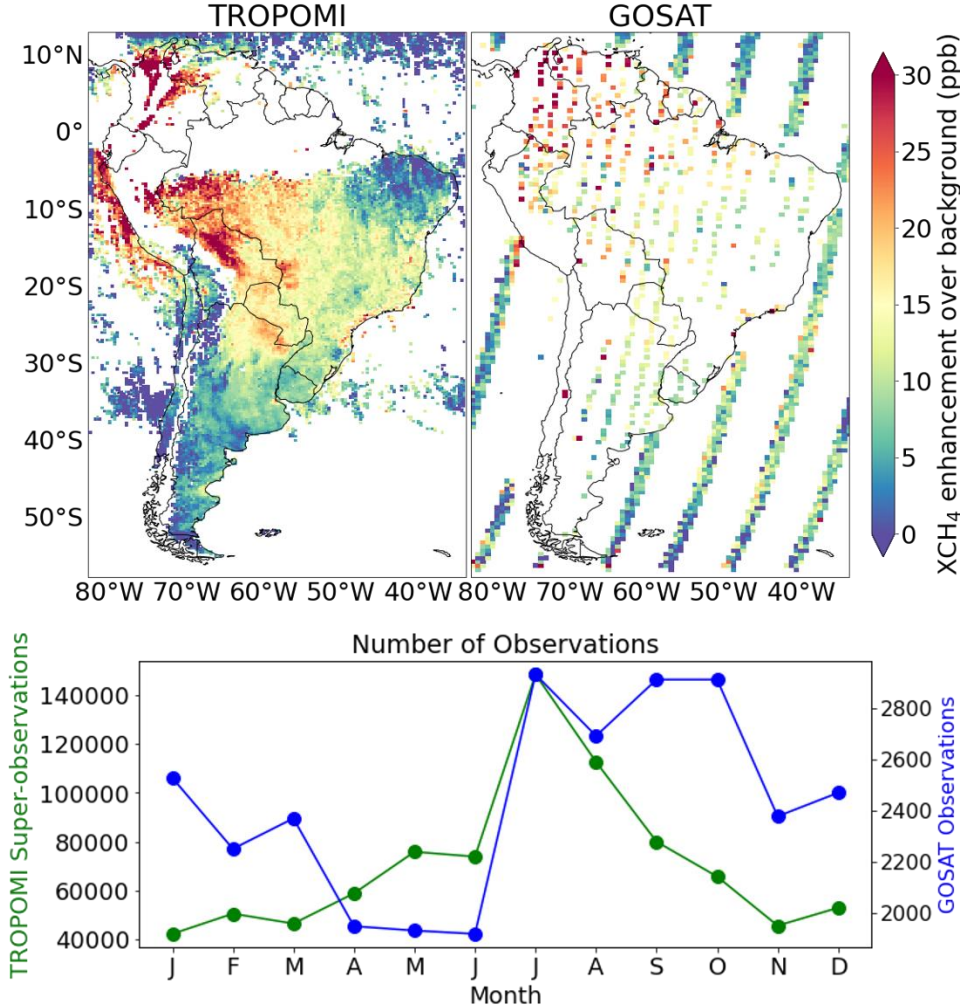 TROPOMI GOSAT
10°N
0°
10°S
20°S
30°S
40°S
50°S
80°W 70°W 60°W 50°W 40°W 80°W 70°W 60°W 50°W 40°W
30
25
20
15
10
5
0
XCH₄ enhancement over background (ppb)
Number of Observations
TROPOMI Super-observations
140000
120000
100000
80000
60000
40000
2800
2600
2400
2200
2000
GOSAT Observations
J F M A M J J A S O N D
Month